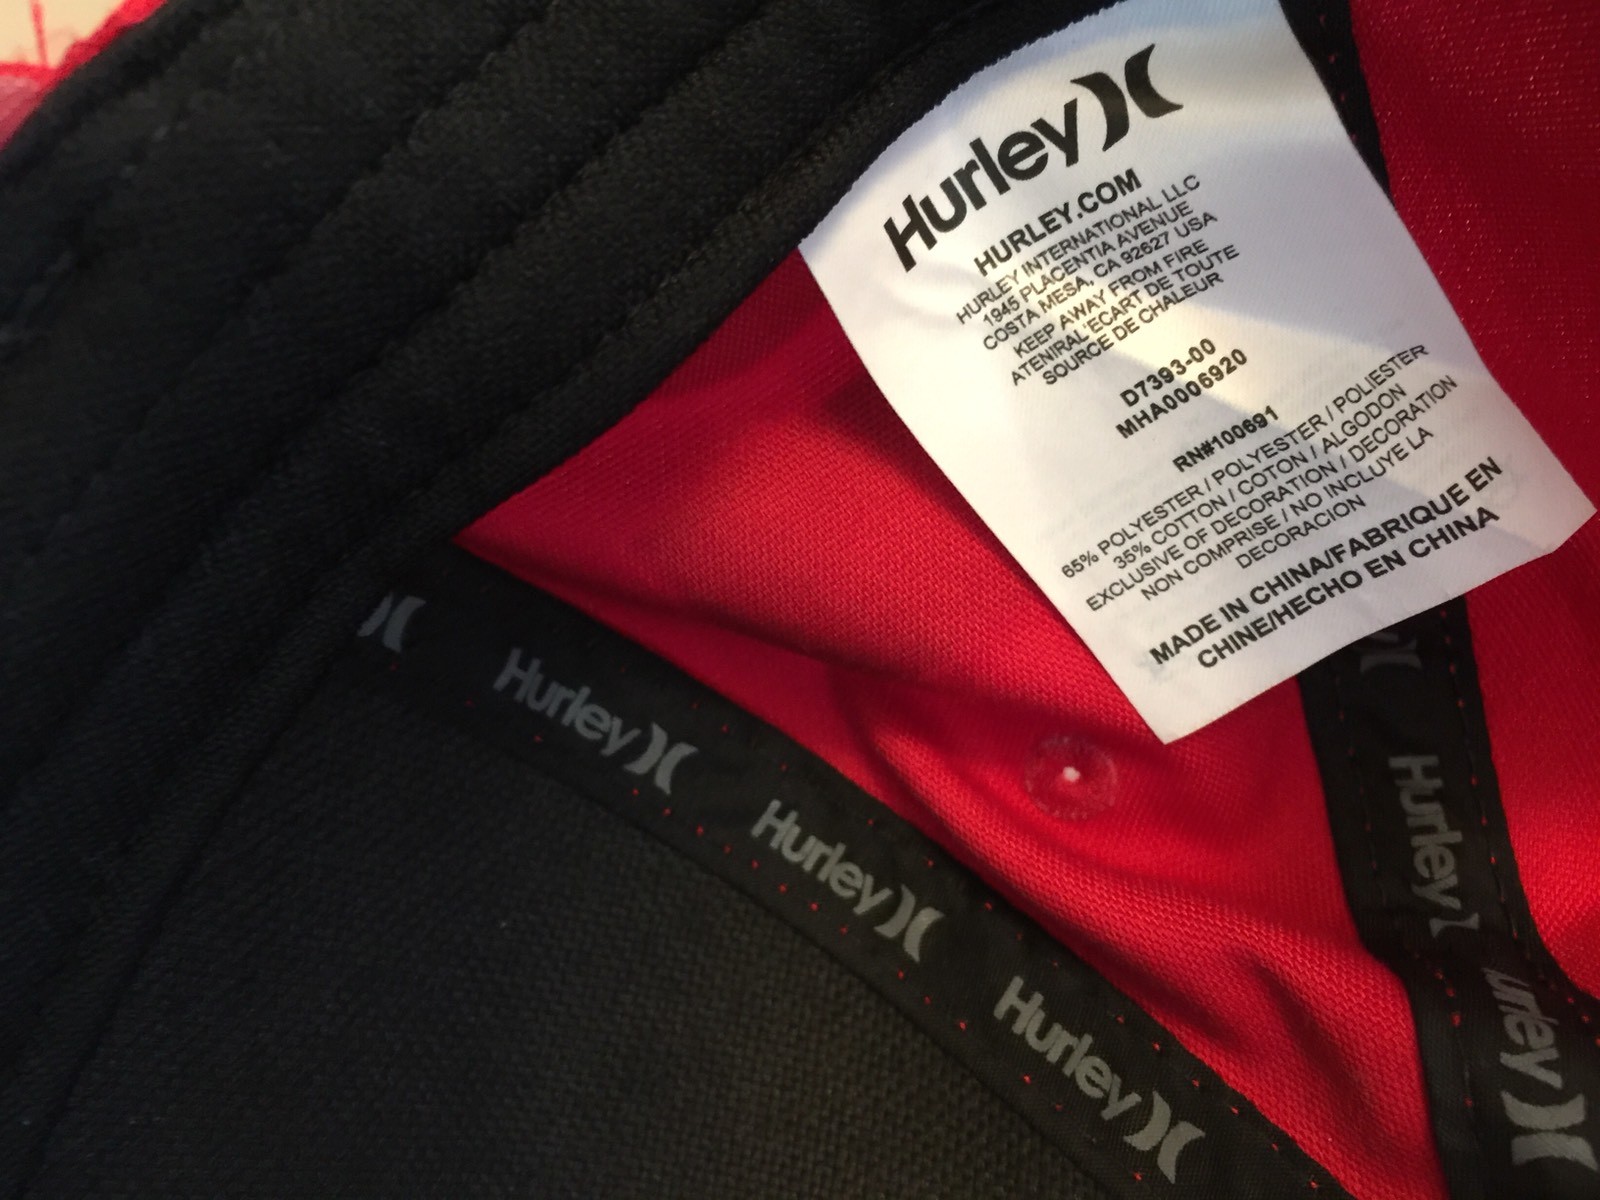 Hurley
HURLEY.COM
HURLEY INTERNATIONAL LLC
1945 PLACENTIA AVENUE
COSTA MESA, CA 92627 USA
KEEP AWAY FROM FIRE
ATENIRAL'ECART DE TOUTE
SOURCE DE CHALEUR
D7393-00
MHA0006920
RN#100691
65% POLYESTER / POLYESTER / POLIESTER
35% COTTON / COTON / ALGODON
EXCLUSIVE OF DECORATION / DECORATION
NON COMPRISE / NO INCLUYE LA
DECORACION
MADE IN CHINA/FABRIQUE EN
CHINE/HECHO EN CHINA
Hurley
Hurley
Hurley
Hurley
urley